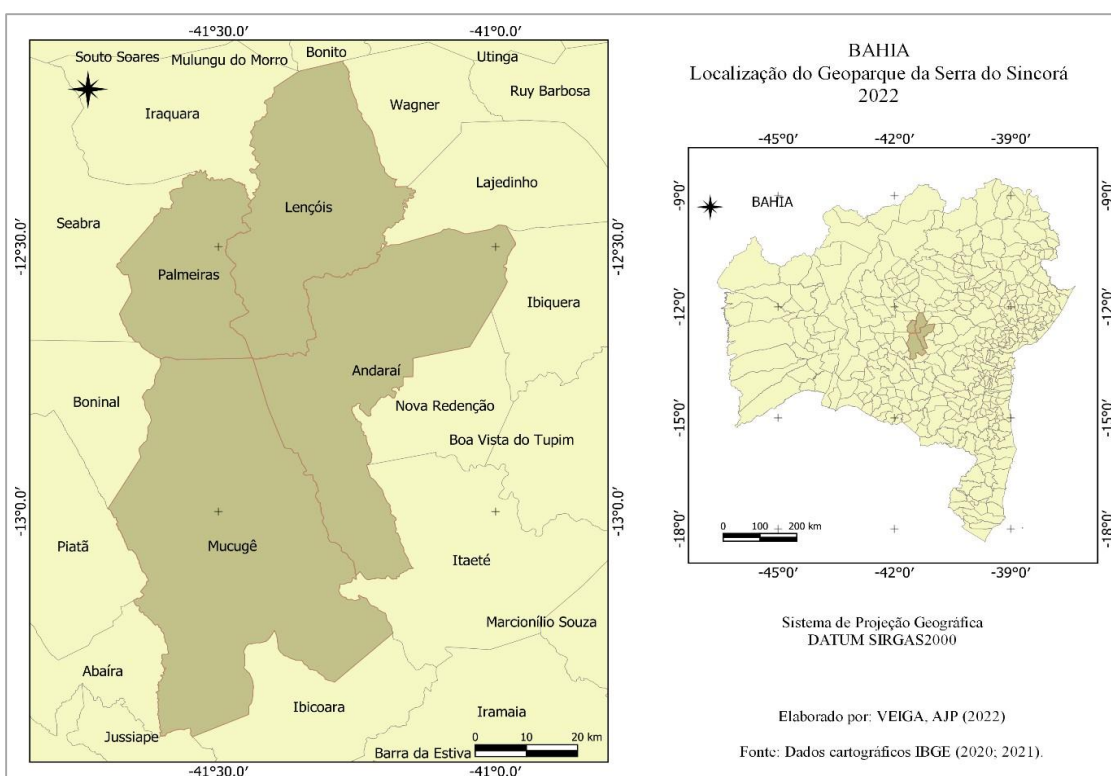 -41°30.0'
-41°0.0'
Souto Soares
Mulungu do Morro
Bonito
Utinga
Iraquara
Wagner
Ruy Barbosa
Lajedinho
Lençóis
Seabra
-12°30.0'
-12°30.0'
Palmeiras
Ibiquera
Andaraí
Boninal
Nova Redenção
Boa Vista do Tupim
-13°0.0'
-13°0.0'
Piatã
Mucugê
Itaeté
Marcionílio Souza
Abaíra
Ibicoara
Iramaia
Jussiape
Barra da Estiva
0 10 20 km
-41°30.0'
-41°0.0'
BAHIA
Localização do Geoparque da Serra do Sincorá
2022
-45°0'
-42°0'
-39°0'
-9°0'
-9°0'
BAHIA
-12°0'
-12°0'
-15°0'
-15°0'
-18°0'
-18°0'
0 100 200 km
-45°0'
-42°0'
-39°0'
Sistema de Projeção Geográfica
DATUM SIRGAS2000
Elaborado por: VEIGA, AJP (2022)
Fonte: Dados cartográficos IBGE (2020; 2021).